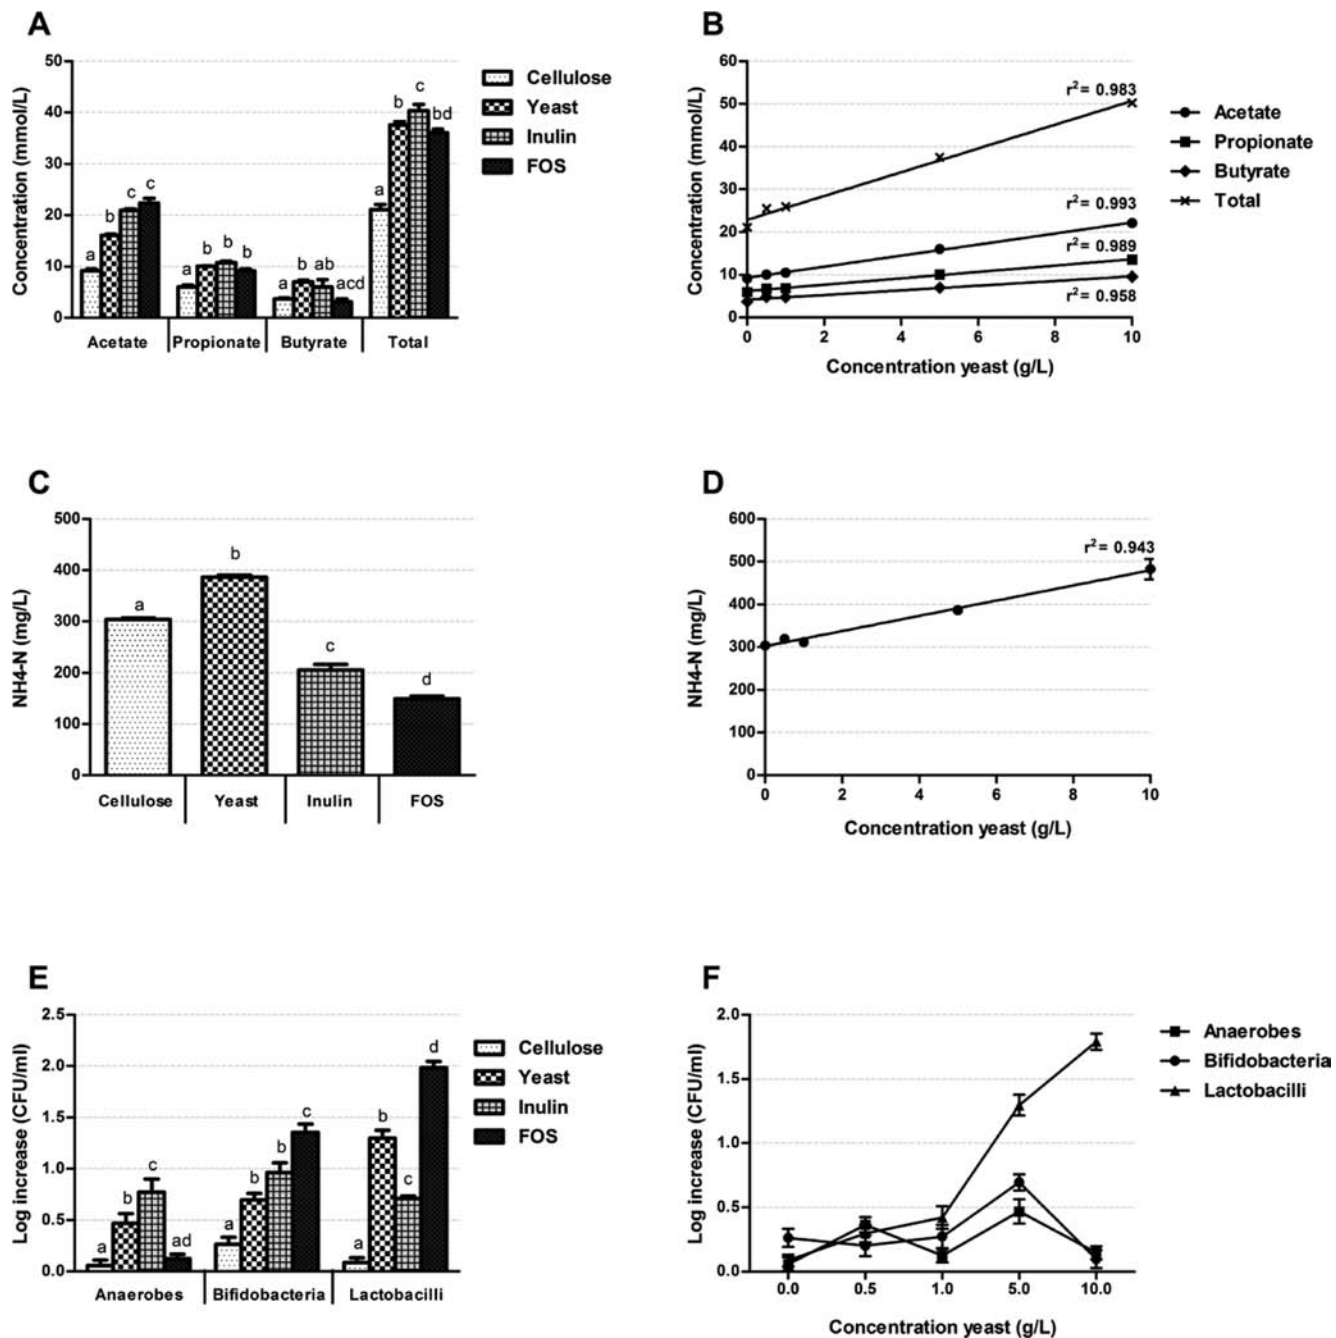 A
Concentration (mmol/L)
50
40
30
20
10
0
a b c c
a b b b
a b ab acd
a b c bd
Acetate Propionate Butyrate Total
Cellulose
Yeast
Inulin
FOS
B
Concentration (mmol/L)
60
50
40
30
20
10
0
r² = 0.983
r² = 0.993
r² = 0.989
r² = 0.958
0 2 4 6 8 10
Concentration yeast (g/L)
Acetate
Propionate
Butyrate
Total
C
NH4-N (mg/L)
500
400
300
200
100
0
a b c d
Cellulose Yeast Inulin FOS
D
NH4-N (mg/L)
600
500
400
300
200
100
0
r² = 0.943
0 2 4 6 8 10
Concentration yeast (g/L)
E
Log increase (CFU/ml)
2.5
2.0
1.5
1.0
0.5
0.0
a b c ad
a b b c
a b c d
Anaerobes Bifidobacteria Lactobacilli
Cellulose
Yeast
Inulin
FOS
F
Log increase (CFU/ml)
2.0
1.5
1.0
0.5
0.0
0.0 0.5 1.0 5.0 10.0
Concentration yeast (g/L)
Anaerobes
Bifidobacteria
Lactobacilli